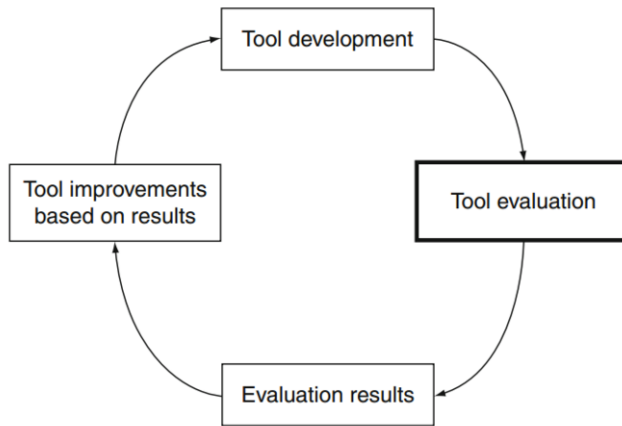 Tool development
Tool improvements
based on results
Tool evaluation
Evaluation results